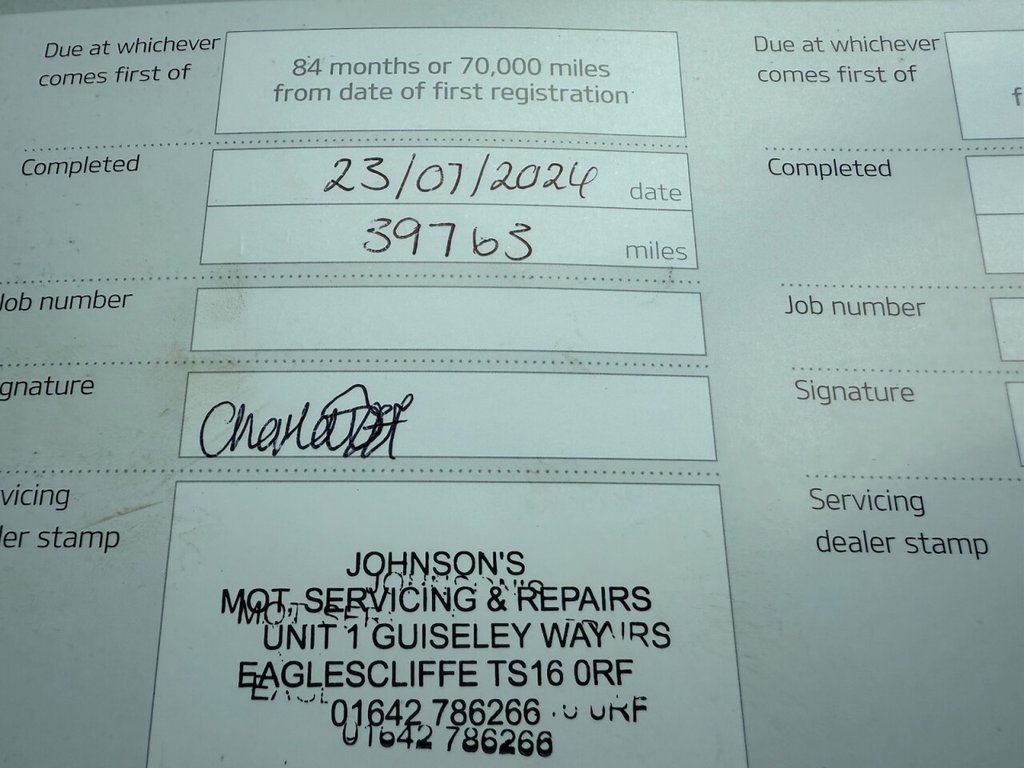 Due at whichever
comes first of
84 months or 70,000 miles
from date of first registration
Completed
23/07/2024 date
39763 miles
Job number
gnature
vicing
ler stamp
JOHNSON'S
MOT, SERVICING & REPAIRS
UNIT 1 GUISELEY WAY
EAGLESCLIFFE TS16 0RF
01642 786266
01642 786266
Due at whichever
comes first of
f
Completed
Job number
Signature
Servicing
dealer stamp